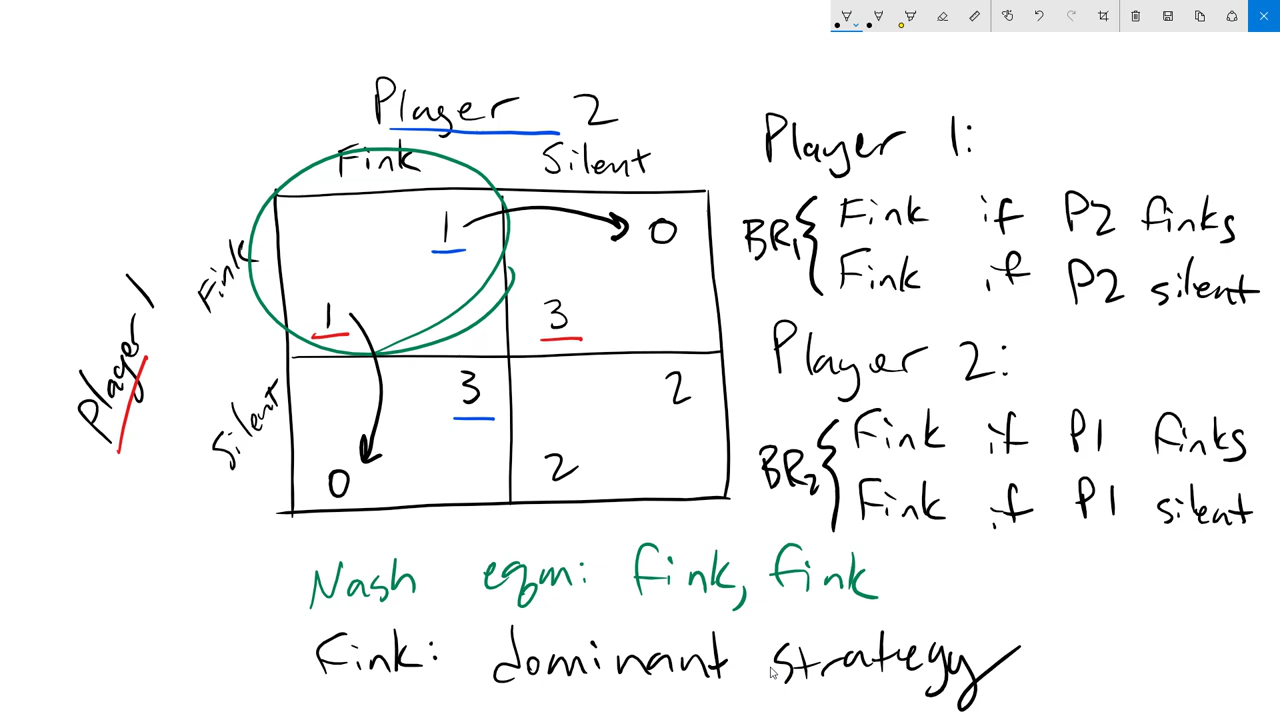 Player 2
Fink Silent
Player 1
Fink
1 0
1 3
Silent
3 2
0 2
Player 1:
BR1 { Fink if P2 finks
Fink if P2 silent
Player 2:
BR2 { Fink if P1 finks
Fink if P1 silent
Nash eqm: fink, fink
Fink: dominant strategy